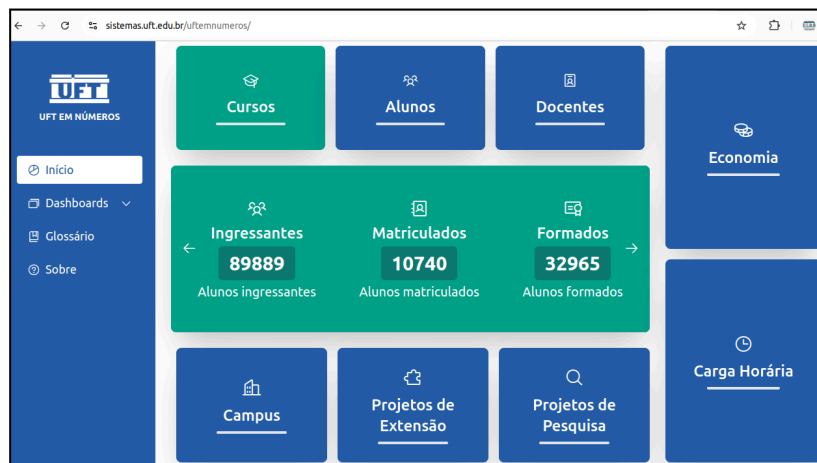 sistemas.uft.edu.br/uftemnumeros/
UFT
UFT EM NÚMEROS
Início
Dashboards
Glossário
Sobre
Cursos
Alunos
Docentes
Economia
Ingressantes
89889
Alunos ingressantes
Matriculados
10740
Alunos matriculados
Formados
32965
Alunos formados
Carga Horária
Campus
Projetos de
Extensão
Projetos de
Pesquisa